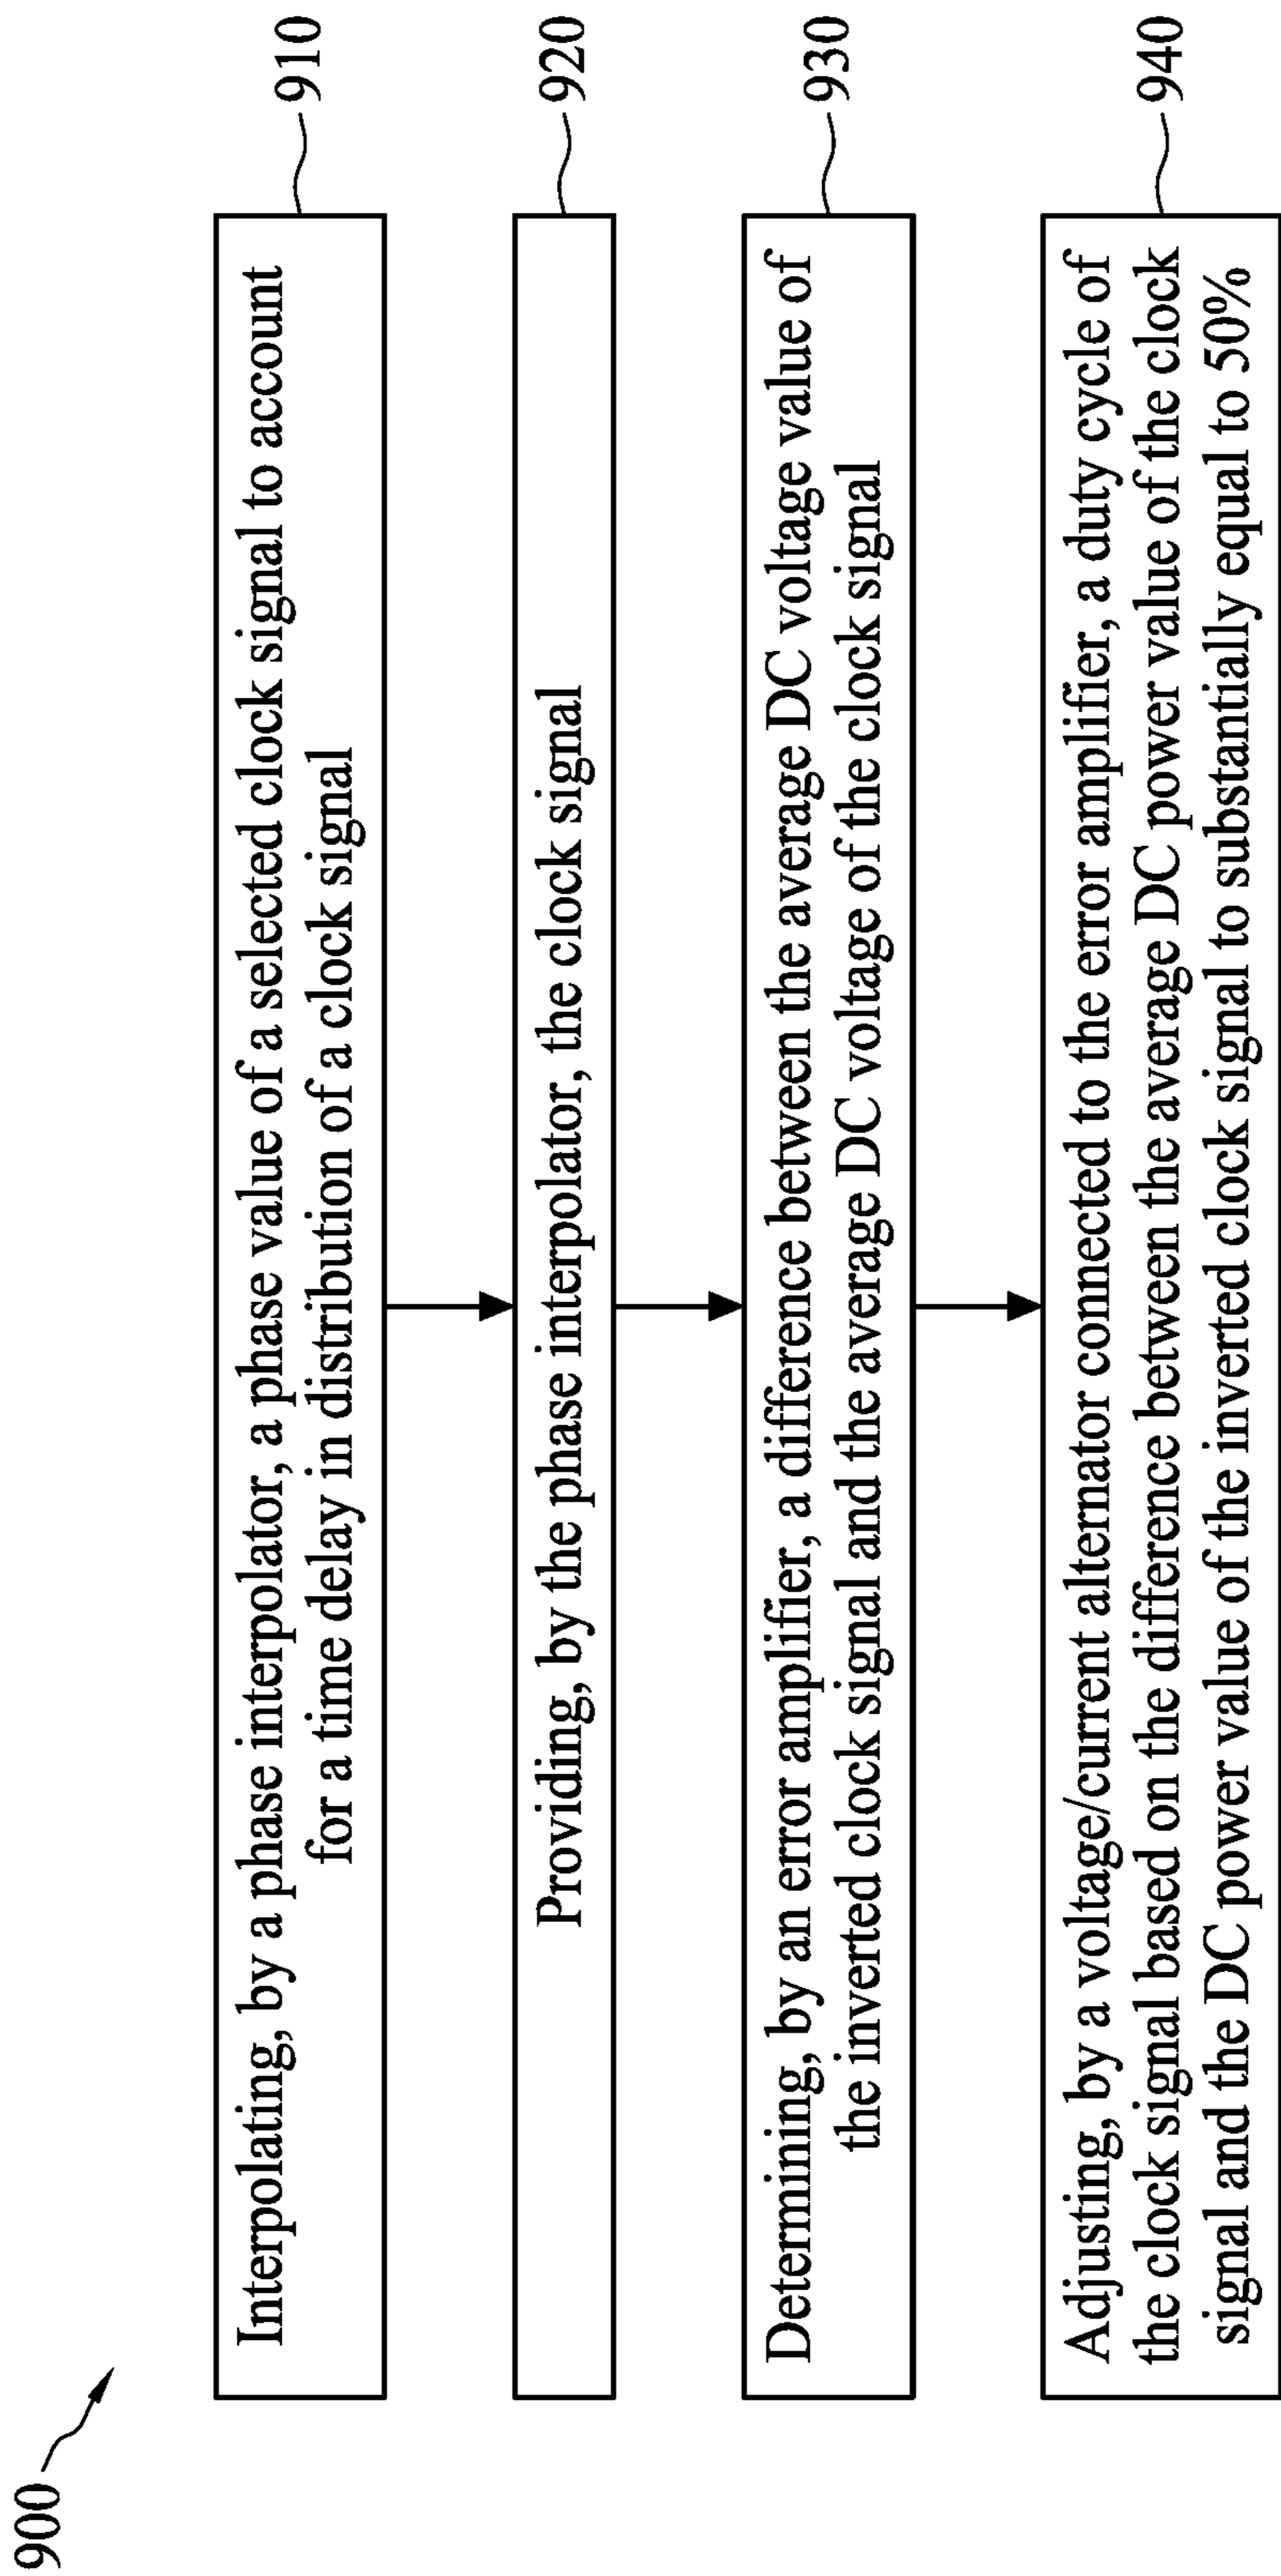 900
Interpolating, by a phase interpolator, a phase value of a selected clock signal to account
for a time delay in distribution of a clock signal
910
Providing, by the phase interpolator, the clock signal
920
Determining, by an error amplifier, a difference between the average DC voltage value of
the inverted clock signal and the average DC voltage of the clock signal
930
Adjusting, by a voltage/current alternator connected to the error amplifier, a duty cycle of
the clock signal based on the difference between the average DC power value of the clock
signal and the DC power value of the inverted clock signal to substantially equal to 50%
940